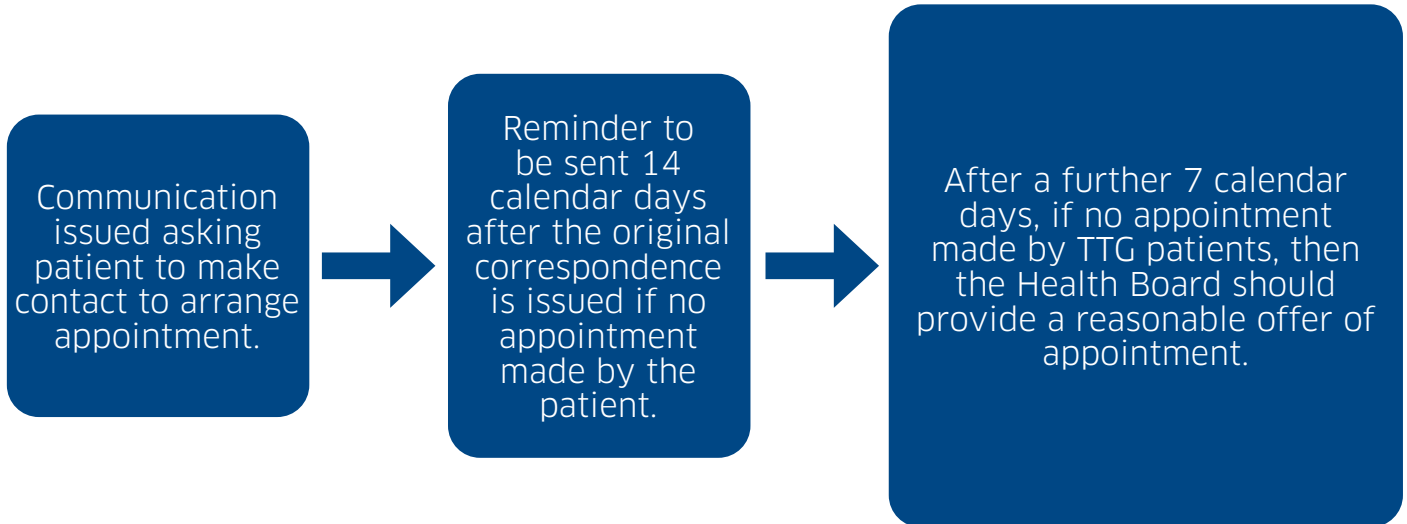 Communication
issued asking
patient to make
contact to arrange
appointment.
Reminder to
be sent 14
calendar days
after the original
correspondence
is issued if no
appointment
made by the
patient.
After a further 7 calendar
days, if no appointment
made by TTG patients, then
the Health Board should
provide a reasonable offer of
appointment.